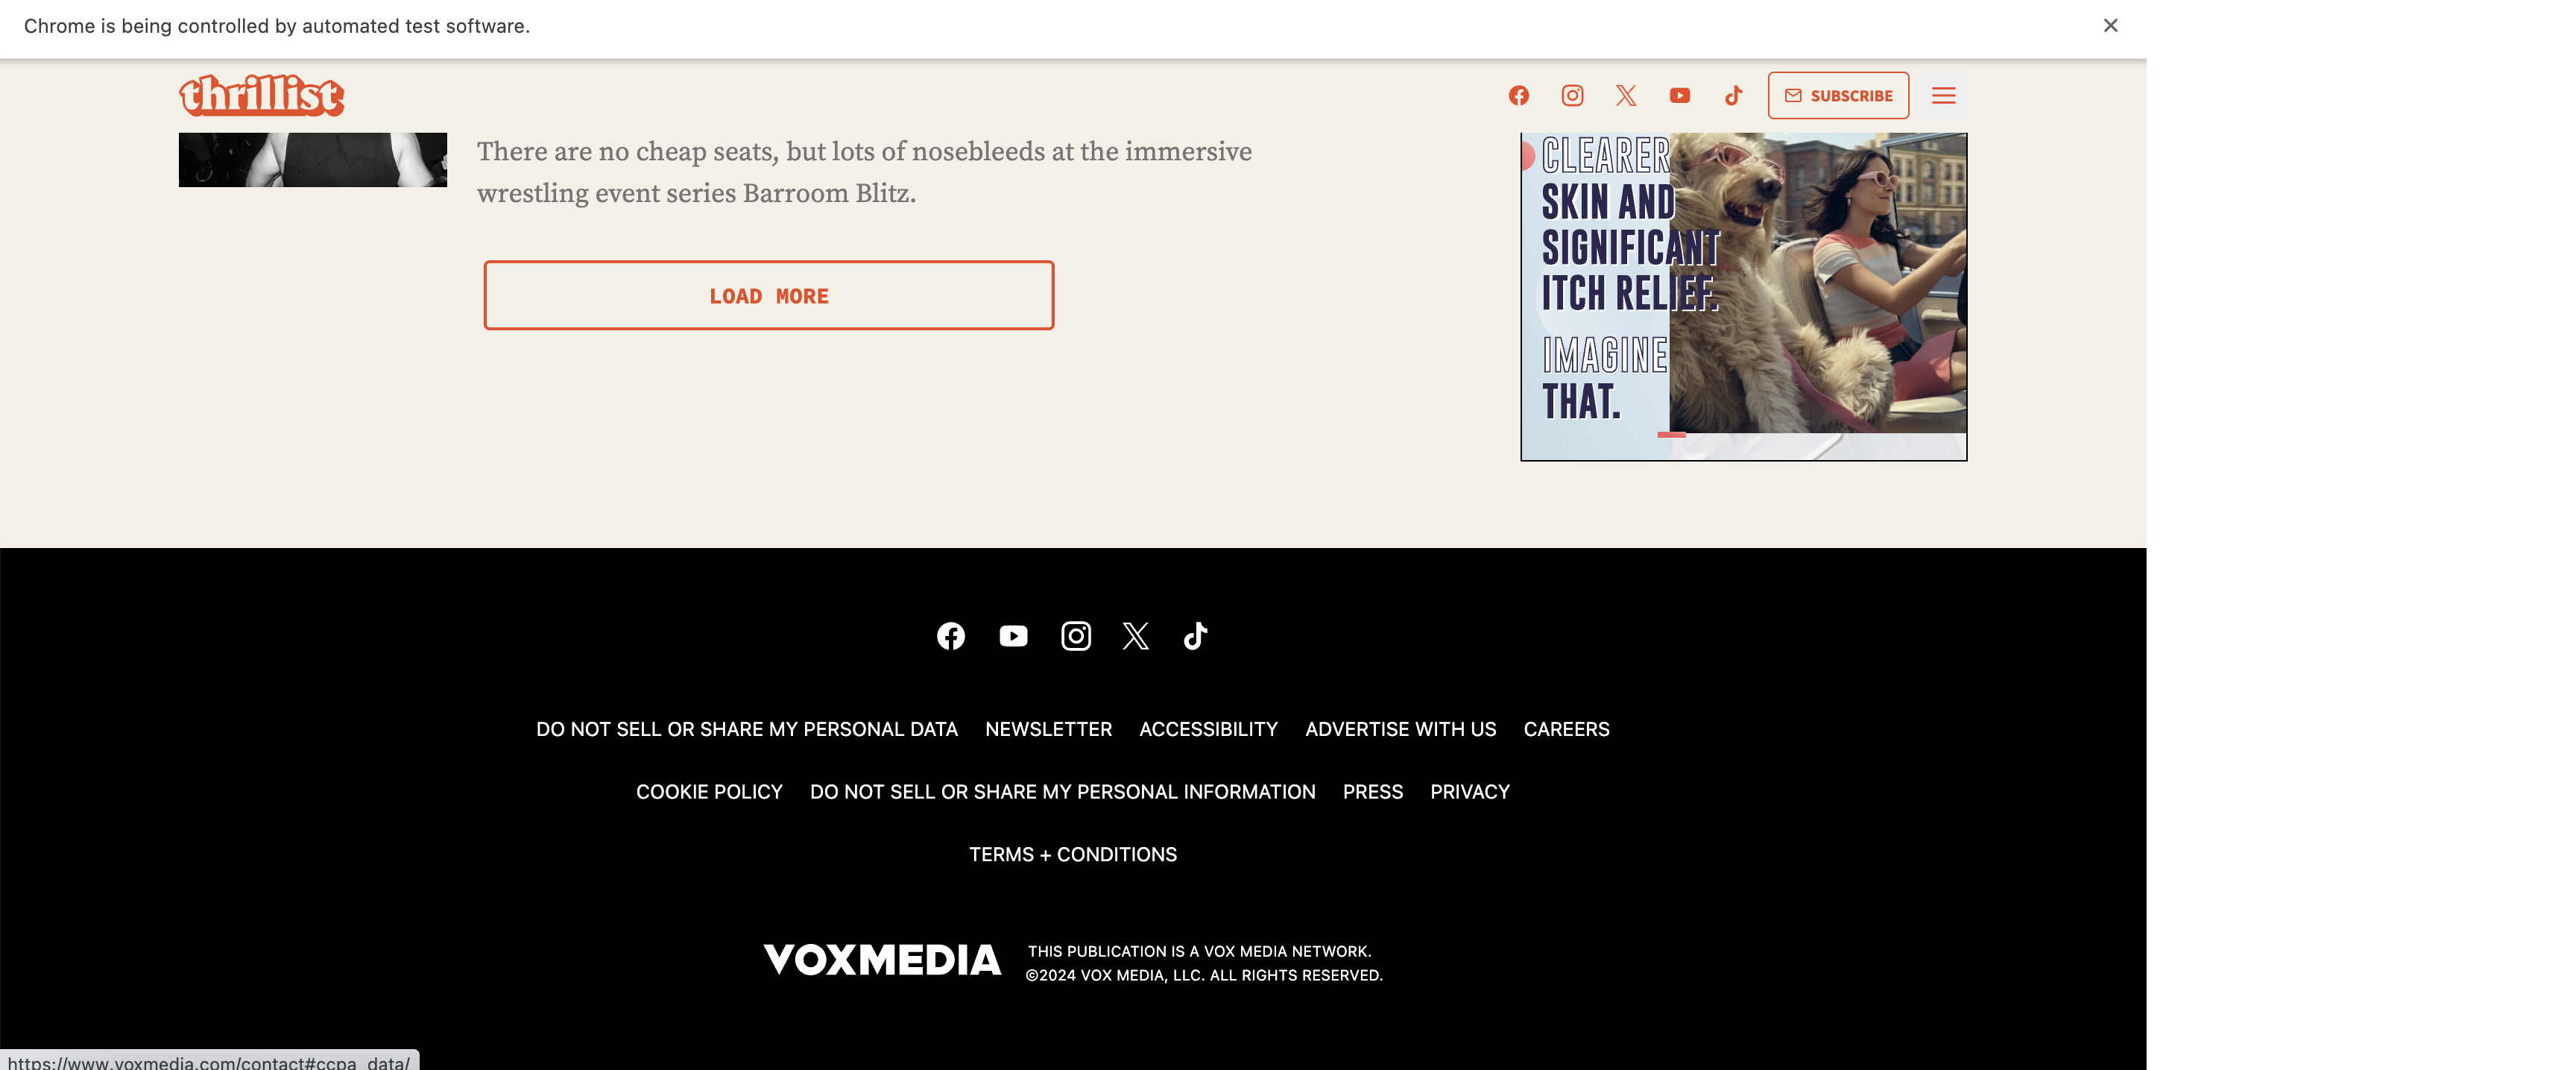 Chrome is being controlled by automated test software.
thrillist
SUBSCRIBE
There are no cheap seats, but lots of nosebleeds at the immersive
wrestling event series Barroom Blitz.
LOAD MORE
CLEARER
SKIN AND
SIGNIFICANT
ITCH RELIEF.
IMAGINE
THAT.
DO NOT SELL OR SHARE MY PERSONAL DATA NEWSLETTER ACCESSIBILITY ADVERTISE WITH US CAREERS
COOKIE POLICY DO NOT SELL OR SHARE MY PERSONAL INFORMATION PRESS PRIVACY
TERMS + CONDITIONS
VOXMEDIA
THIS PUBLICATION IS A VOX MEDIA NETWORK.
©2024 VOX MEDIA, LLC. ALL RIGHTS RESERVED.
https://www.voxmedia.com/contact#ccpa_data/